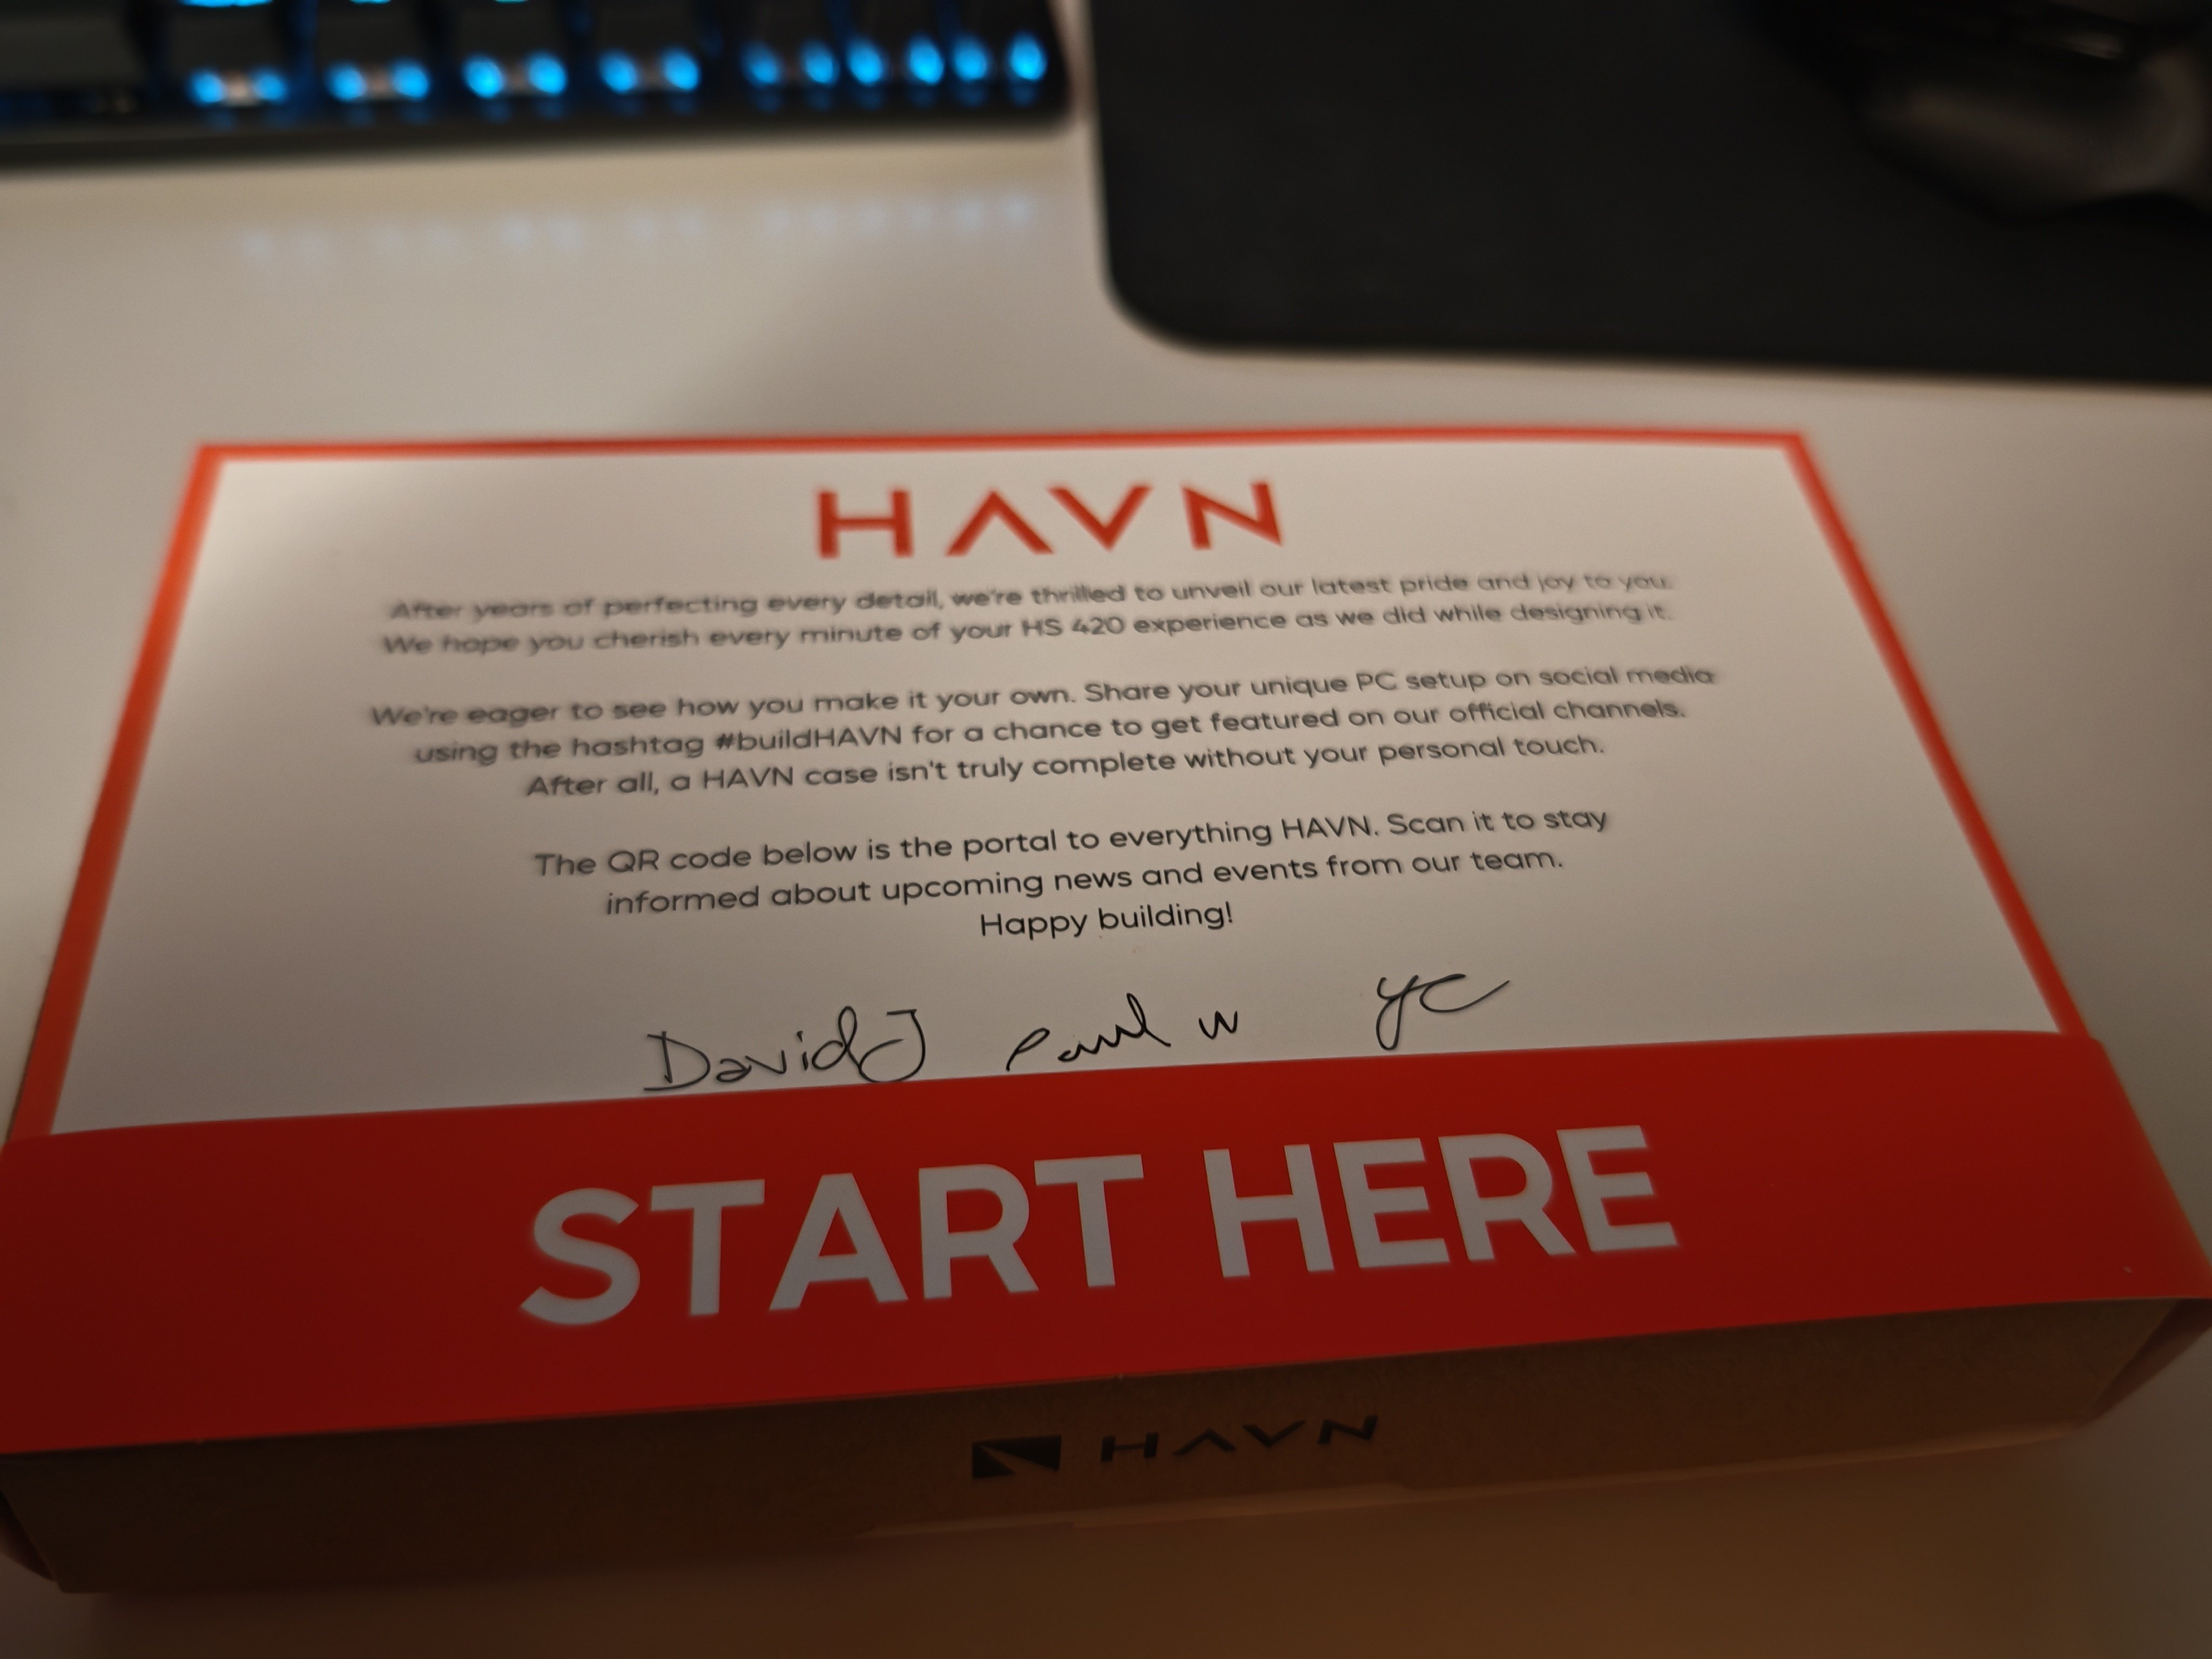 HAVN
After years of perfecting every detail, we're thrilled to unveil our latest pride and joy to you.
We hope you cherish every minute of your HS 420 experience as we did while designing it.
We're eager to see how you make it your own. Share your unique PC setup on social media
using the hashtag #buildHAVN for a chance to get featured on our official channels.
After all, a HAVN case isn't truly complete without your personal touch.
The QR code below is the portal to everything HAVN. Scan it to stay
informed about upcoming news and events from our team.
Happy building!
David J Paul W YC
START HERE
HAVN